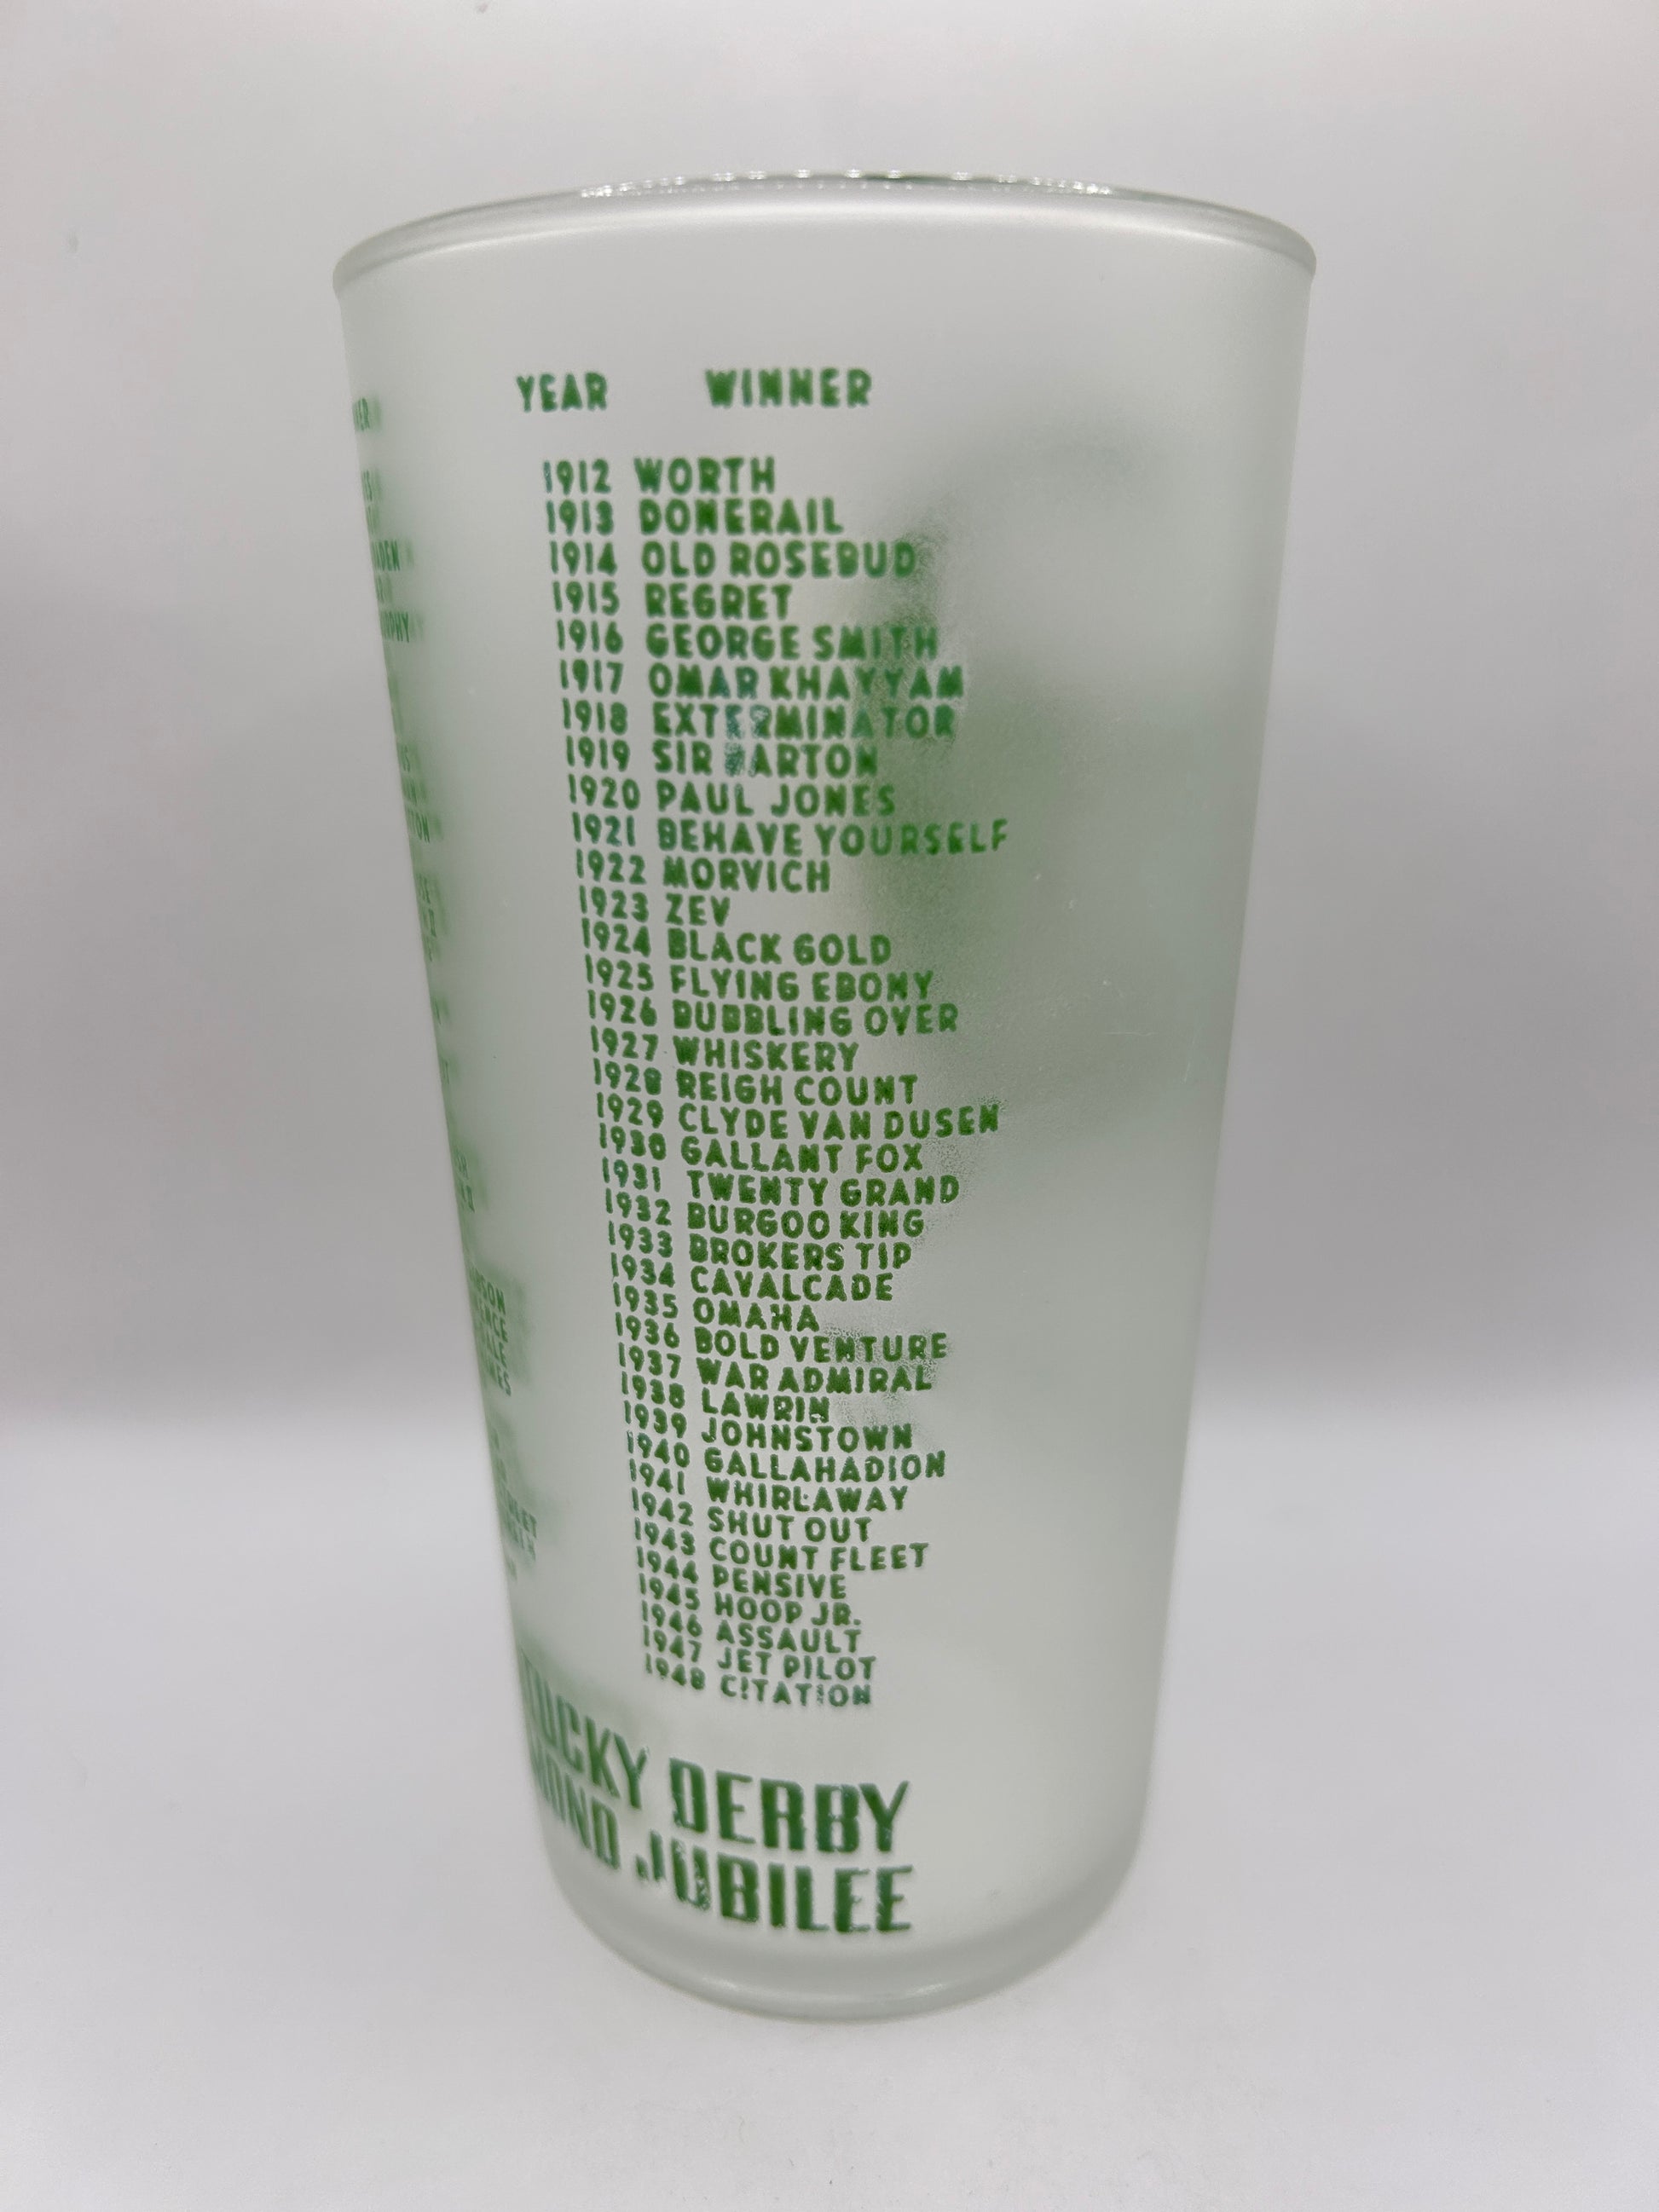 YEAR WINNER
1912 WORTH
1913 DONERAIL
1914 OLD ROSEBUD
1915 REGRET
1916 GEORGE SMITH
1917 OMAR KHAYYAM
1918 EXTERMINATOR
1919 SIR BARTON
1920 PAUL JONES
1921 BEHAVE YOURSELF
1922 MORVICH
1923 ZEV
1924 BLACK GOLD
1925 FLYING EBONY
1926 BUBBLING OVER
1927 WHISKERY
1928 REIGH COUNT
1929 CLYDE VAN DUSEN
1930 GALLANT FOX
1931 TWENTY GRAND
1932 BURGOO KING
1933 BROKERS TIP
1934 CAVALCADE
1935 OMAHA
1936 BOLD VENTURE
1937 WAR ADMIRAL
1938 LAWRIN
1939 JOHNSTOWN
1940 GALLAHADION
1941 WHIRLAWAY
1942 SHUT OUT
1943 COUNT FLEET
1944 PENSIVE
1945 HOOP JR.
1946 ASSAULT
1947 JET PILOT
1948 CITATION
TUCKY DERBY
MOND JUBILEE